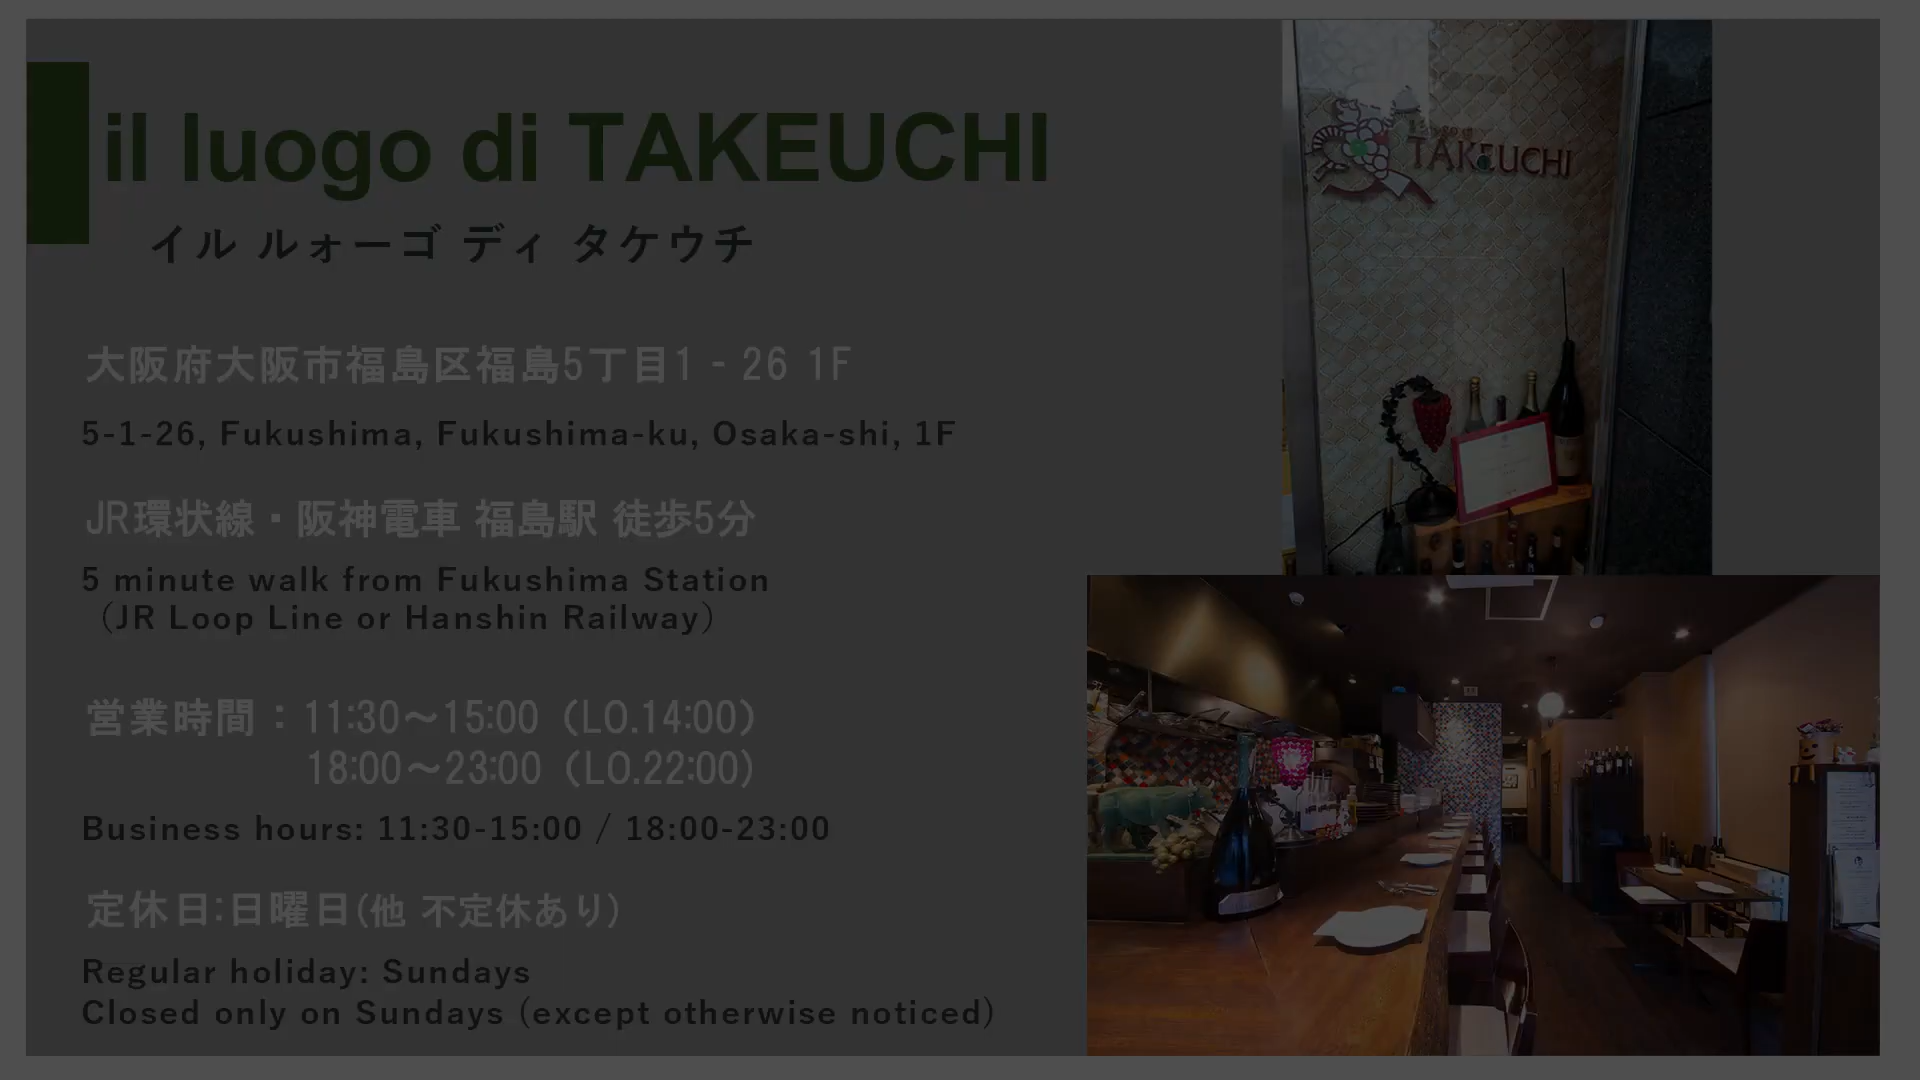 il luogo di TAKEUCHI
イル ルォーゴ ディ タケウチ
大阪府大阪市福島区福島5丁目1 - 26 1F
5-1-26, Fukushima, Fukushima-ku, Osaka-shi, 1F
JR環状線・阪神電車 福島駅 徒歩5分
5 minute walk from Fukushima Station
（JR Loop Line or Hanshin Railway）
営業時間：11:30～15:00（LO.14:00）
18:00～23:00（LO.22:00）
Business hours: 11:30-15:00 / 18:00-23:00
定休日:日曜日(他 不定休あり)
Regular holiday: Sundays
Closed only on Sundays (except otherwise noticed)
TAKEUCHI